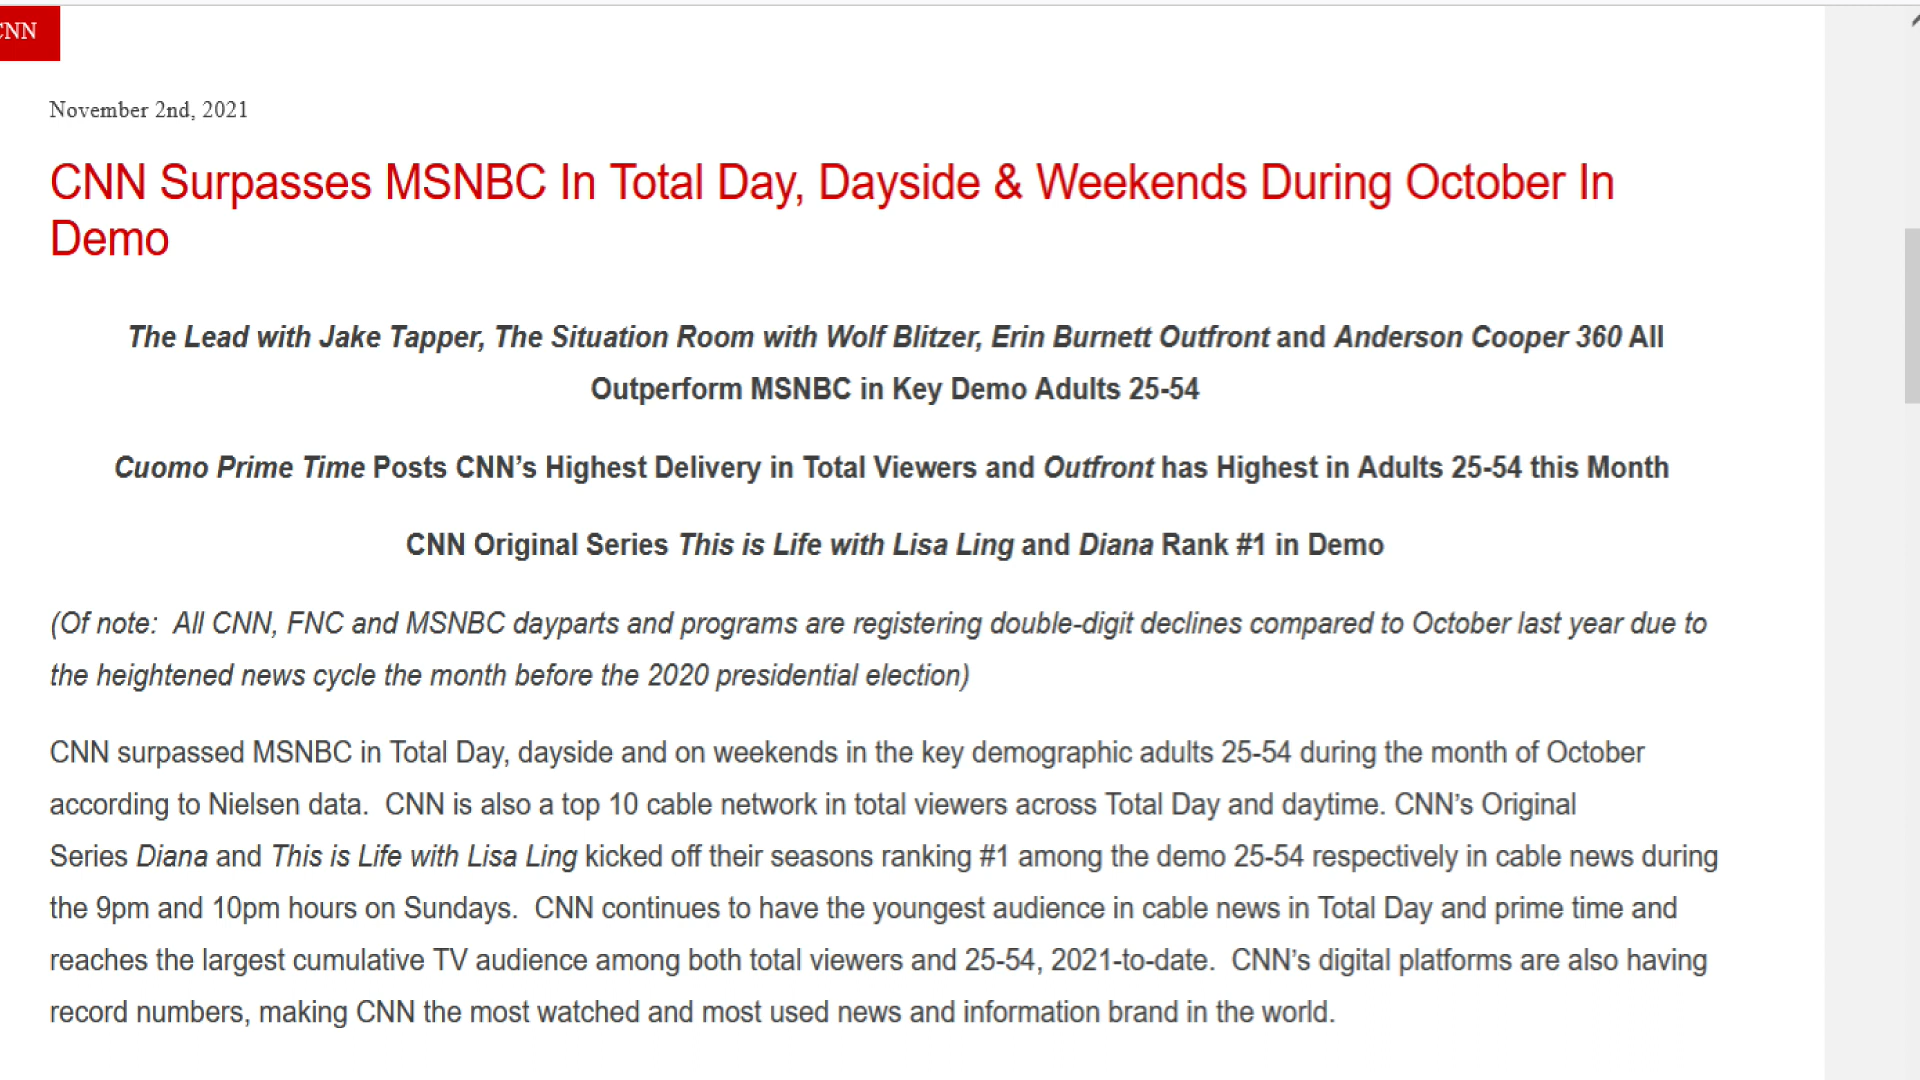 CNN
November 2nd, 2021
CNN Surpasses MSNBC In Total Day, Dayside & Weekends During October In
Demo
The Lead with Jake Tapper, The Situation Room with Wolf Blitzer, Erin Burnett Outfront and Anderson Cooper 360 All
Outperform MSNBC in Key Demo Adults 25-54
Cuomo Prime Time Posts CNN’s Highest Delivery in Total Viewers and Outfront has Highest in Adults 25-54 this Month
CNN Original Series This is Life with Lisa Ling and Diana Rank #1 in Demo
(Of note:  All CNN, FNC and MSNBC dayparts and programs are registering double-digit declines compared to October last year due to
the heightened news cycle the month before the 2020 presidential election)
CNN surpassed MSNBC in Total Day, dayside and on weekends in the key demographic adults 25-54 during the month of October
according to Nielsen data.  CNN is also a top 10 cable network in total viewers across Total Day and daytime. CNN’s Original
Series Diana and This is Life with Lisa Ling kicked off their seasons ranking #1 among the demo 25-54 respectively in cable news during
the 9pm and 10pm hours on Sundays.  CNN continues to have the youngest audience in cable news in Total Day and prime time and
reaches the largest cumulative TV audience among both total viewers and 25-54, 2021-to-date.  CNN’s digital platforms are also having
record numbers, making CNN the most watched and most used news and information brand in the world.